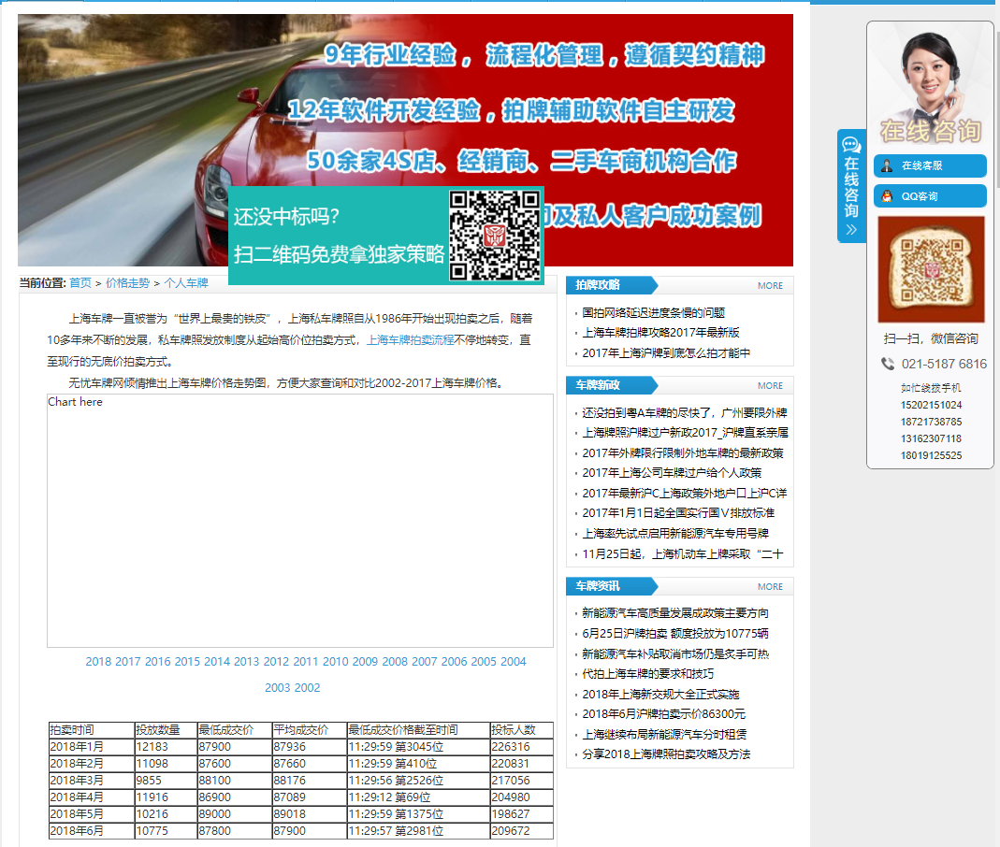 9年行业经验，流程化管理，遵循契约精神
12年软件开发经验，拍牌辅助软件自主研发
50余家4S店、经销商、二手车商机构合作
司及私人客户成功案例
还没中标吗?
扫二维码免费拿独家策略
当前位置: 首页 > 价格走势 > 个人车牌
上海车牌一直被誉为“世界上最贵的铁皮”，上海私车牌照自从1986年开始出现拍卖之后，随着
10多年来不断的发展，私车牌照发放制度从起始高价位拍卖方式，上海车牌拍卖流程不停地转变，直
至现行的无底价拍卖方式。
无忧车牌网倾情推出上海车牌价格走势图，方便大家查询和对比2002-2017上海车牌价格。
Chart here
2018 2017 2016 2015 2014 2013 2012 2011 2010 2009 2008 2007 2006 2005 2004
2003 2002
拍卖时间 投放数量 最低成交价 平均成交价 最低成交价格截至时间 投标人数
2018年1月 12183 87900 87936 11:29:59 第3045位 226316
2018年2月 11098 87600 87660 11:29:59 第410位 220831
2018年3月 9855 88100 88176 11:29:56 第2526位 217056
2018年4月 11916 86900 87089 11:29:12 第69位 204980
2018年5月 10216 89000 89018 11:29:59 第1375位 198627
2018年6月 10775 87800 87900 11:29:57 第2981位 209672
拍牌攻略 MORE
国拍网络延迟进度条慢的问题
上海车牌拍牌攻略2017年最新版
2017年上海沪牌到底怎么拍才能中
车牌新政 MORE
还没拍到粤A车牌的尽快了，广州要限外牌
上海牌照沪牌过户新政2017_沪牌直系亲属
2017年外牌限行限制外地车牌的最新政策
2017年上海公司车牌过户给个人政策
2017年最新沪C上海政策外地户口上沪C详
2017年1月1日起全国实行国Ⅴ排放标准
上海率先试点启用新能源汽车专用号牌
11月25日起，上海机动车上牌采取“二十
车牌资讯 MORE
新能源汽车高质量发展成政策主要方向
6月25日沪牌拍卖 额度投放为10775辆
新能源汽车补贴取消市场仍是炙手可热
代拍上海车牌的要求和技巧
2018年上海新交规大全正式实施
2018年6月沪牌拍卖示价86300元
上海继续布局新能源汽车分时租赁
分享2018上海牌照拍卖攻略及方法
在线咨询
在线咨询
在线客服
QQ咨询
扫一扫，微信咨询
021-5187 6816
如忙线拨手机
15202151024
18721738785
13162307118
18019125525